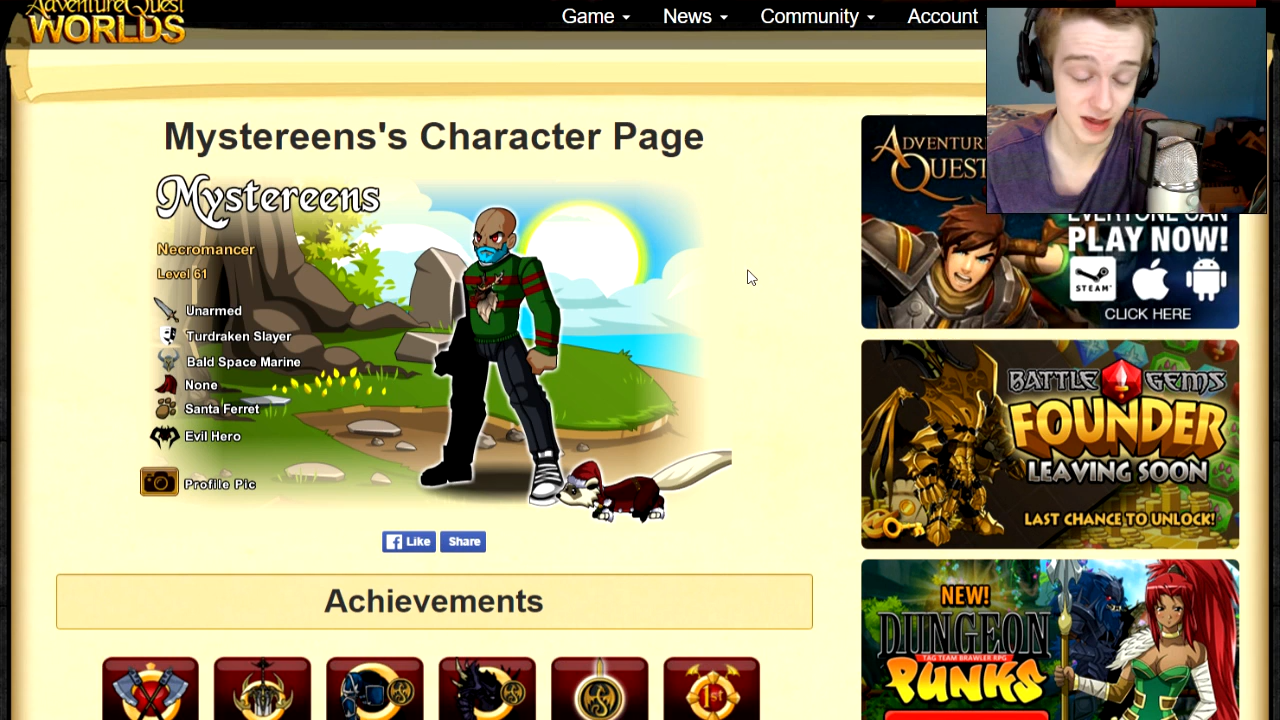 AdventureQuest
WORLDS
Game
News
Community
Account
Mystereens's Character Page
Mystereens
Necromancer
Level 61
Unarmed
Turdraken Slayer
Bald Space Marine
None
Santa Ferret
Evil Hero
Profile Pic
Like
Share
Achievements
1st
ADVENTUR
QUEST
EVERYONE CAN
PLAY NOW!
STEAM
CLICK HERE
BATTLE GEMS
FOUNDER
LEAVING SOON
LAST CHANCE TO UNLOCK!
NEW!
DUNGEON
TAG TEAM BRAWLER RPG
PUNKS